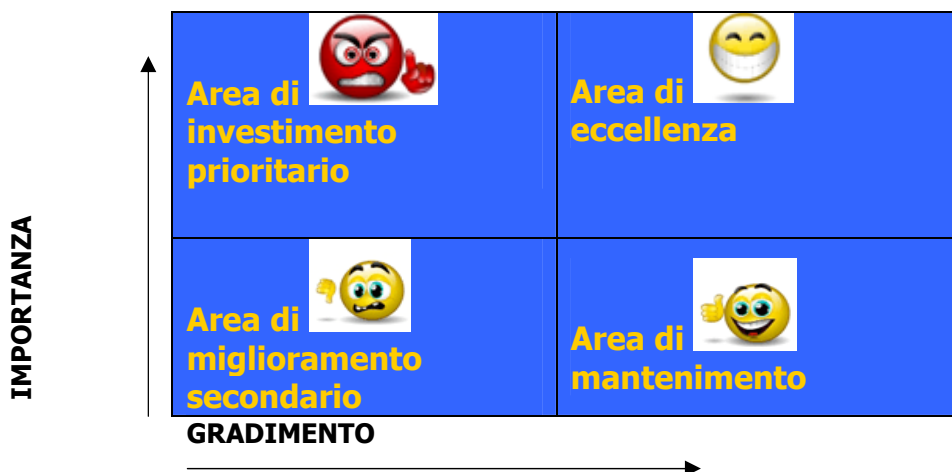 Area di
investimento
prioritario
Area di
eccellenza
IMPORTANZA
Area di
miglioramento
secondario
Area di
mantenimento
GRADIMENTO